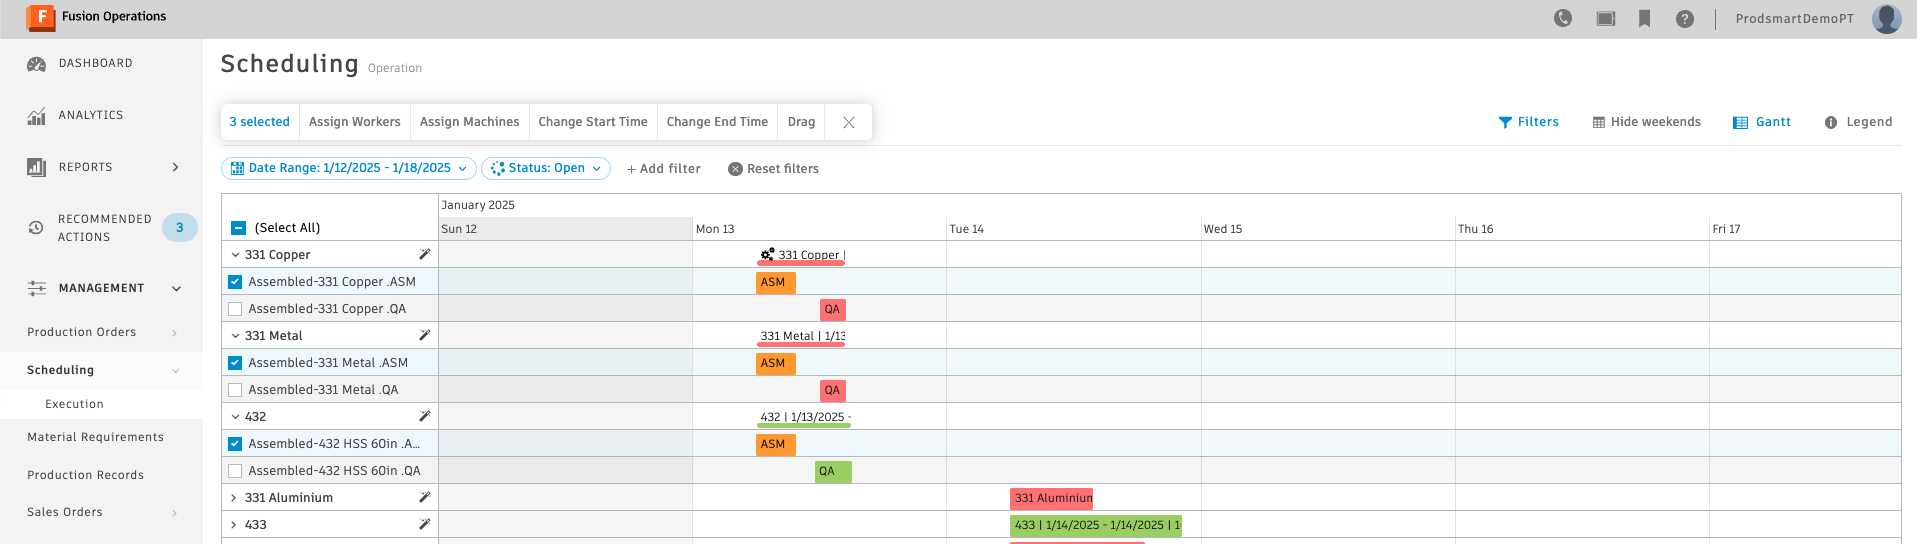 F Fusion Operations
ProdsmartDemoPT
DASHBOARD
ANALYTICS
REPORTS
RECOMMENDED
ACTIONS
3
MANAGEMENT
Production Orders
Scheduling
Execution
Material Requirements
Production Records
Sales Orders
Scheduling Operation
3 selected Assign Workers Assign Machines Change Start Time Change End Time Drag
Filters Hide weekends Gantt Legend
Date Range: 1/12/2025 - 1/18/2025 Status: Open + Add filter Reset filters
January 2025
(Select All) Sun 12 Mon 13 Tue 14 Wed 15 Thu 16 Fri 17
331 Copper 331 Copper |
Assembled-331 Copper .ASM ASM
Assembled-331 Copper .QA QA
331 Metal 331 Metal | 1/13
Assembled-331 Metal .ASM ASM
Assembled-331 Metal .QA QA
432 432 | 1/13/2025 -
Assembled-432 HSS 60in .A... ASM
Assembled-432 HSS 60in .QA QA
331 Aluminium 331 Aluminiun
433 433 | 1/14/2025 - 1/14/2025 | 1